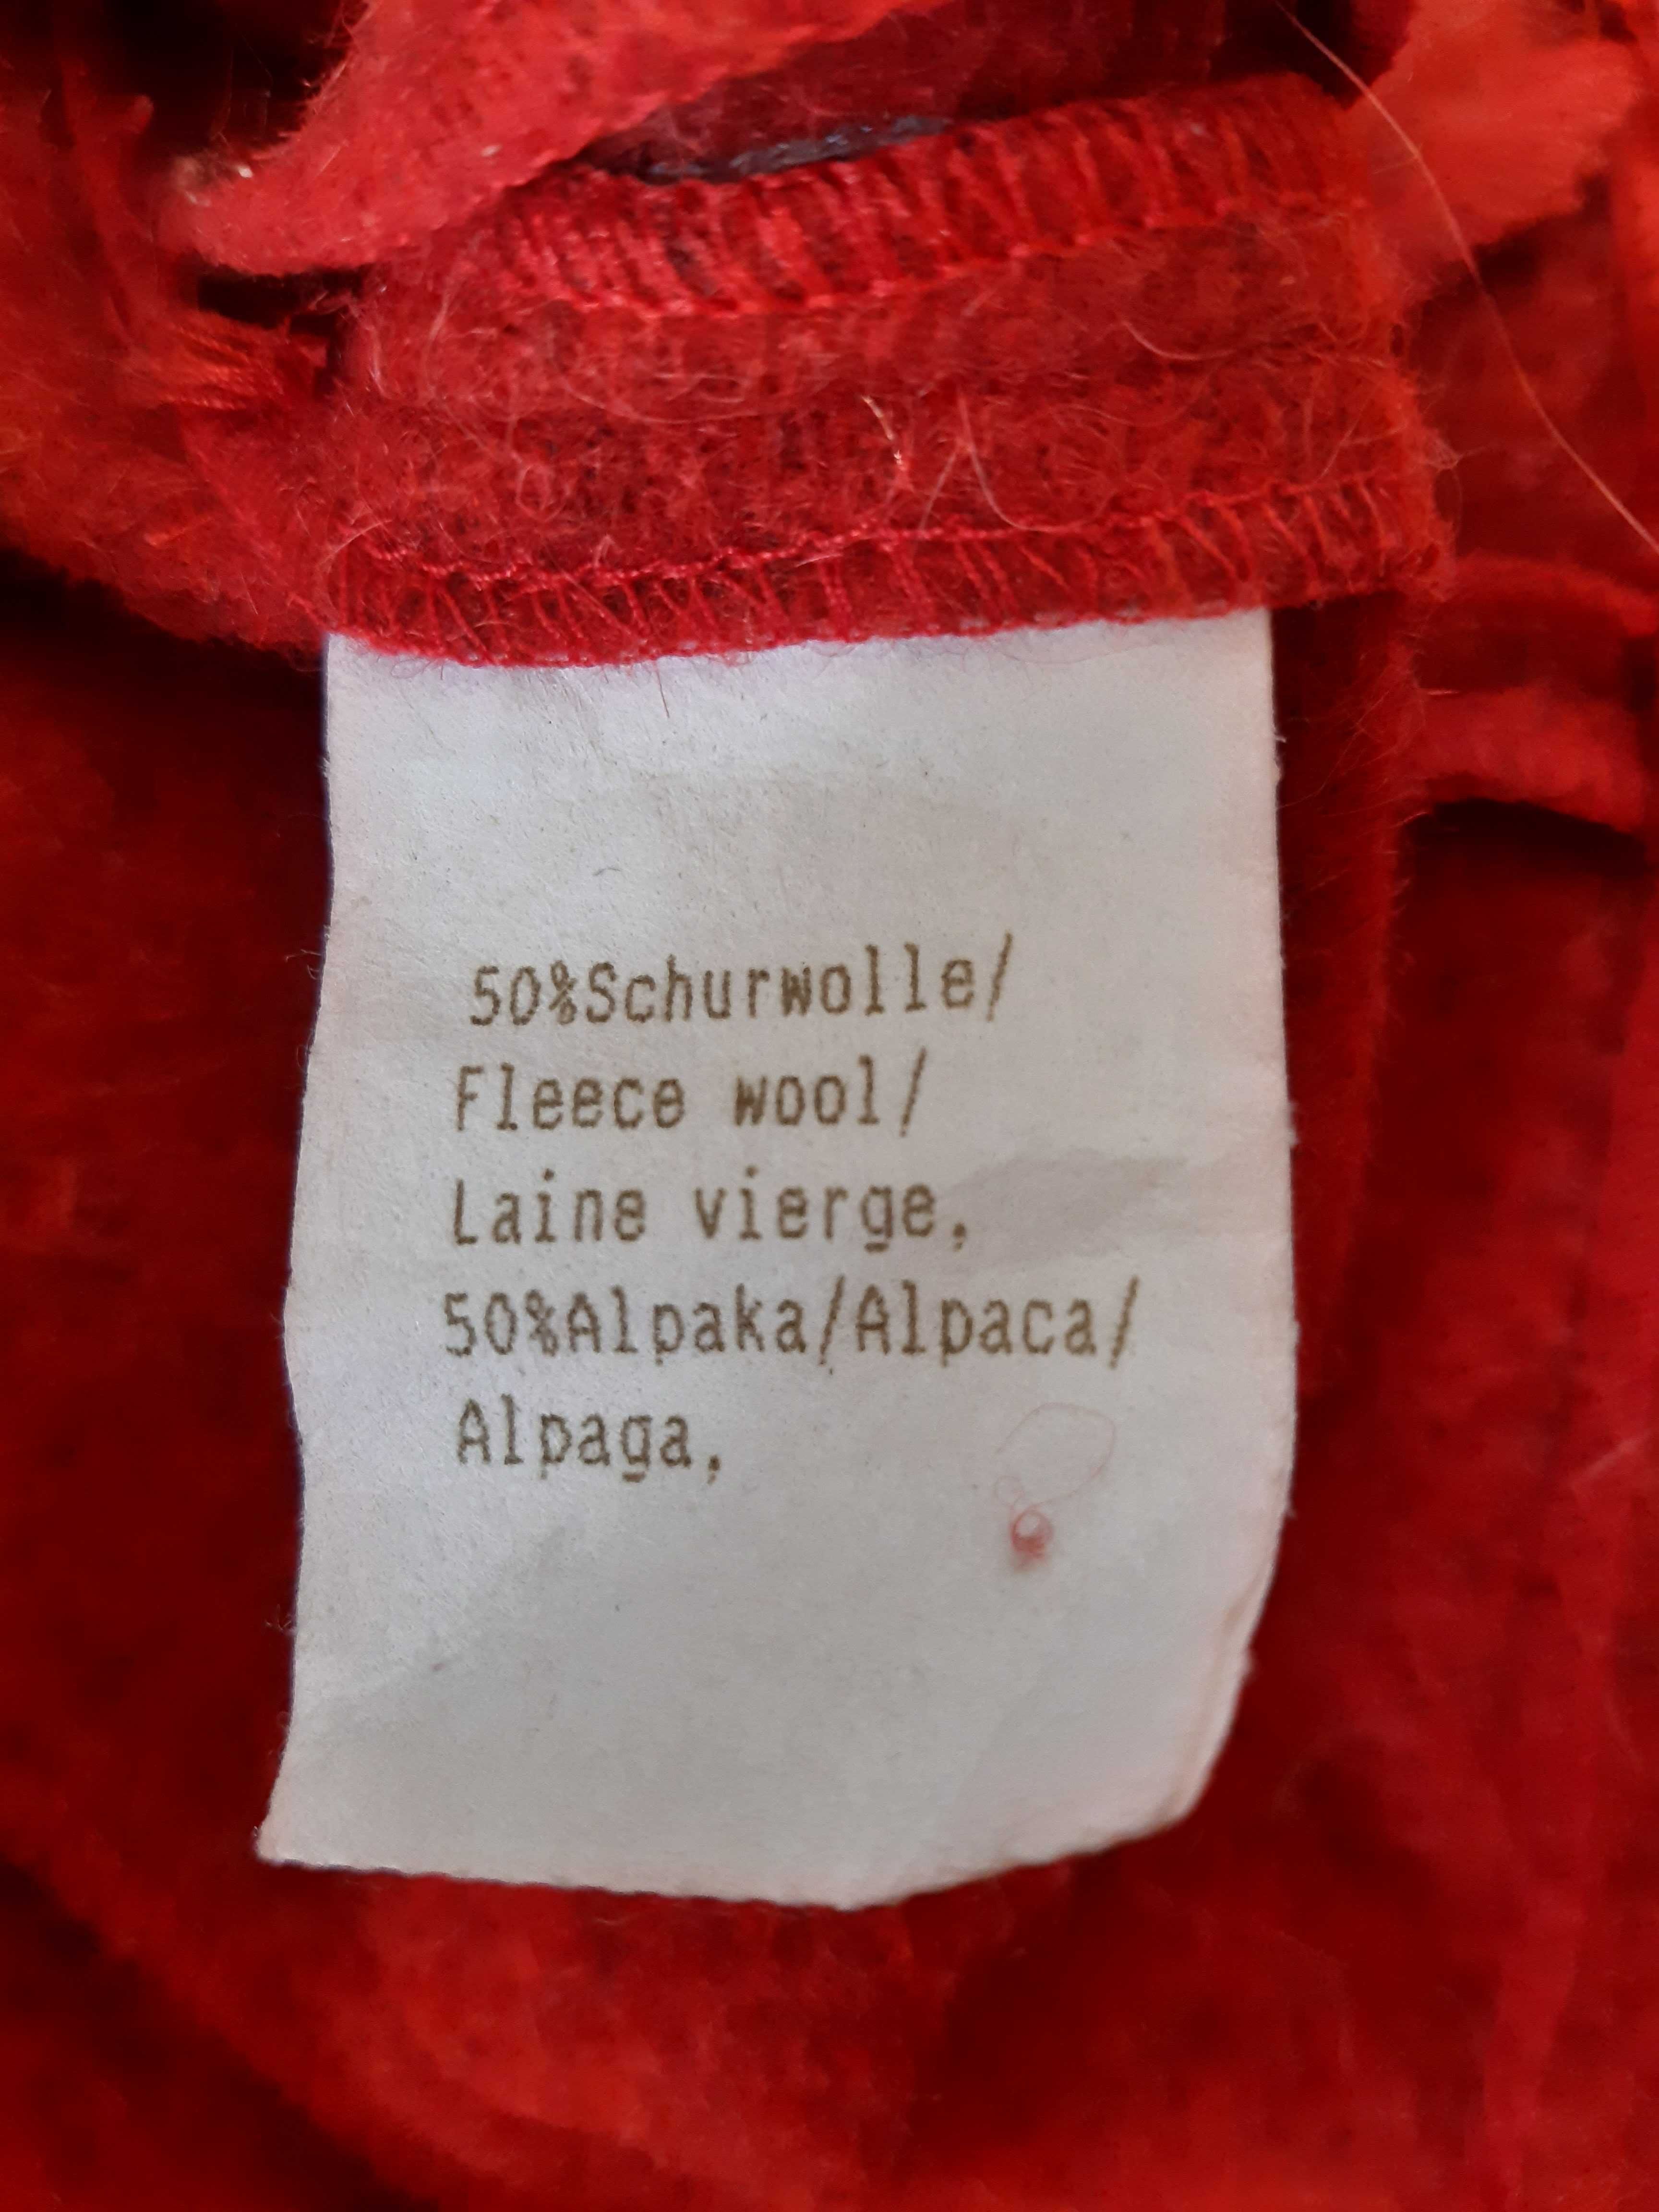 50%Schurwolle/
Fleece wool/
Laine vierge,
50%Alpaka/Alpaca/
Alpaga,